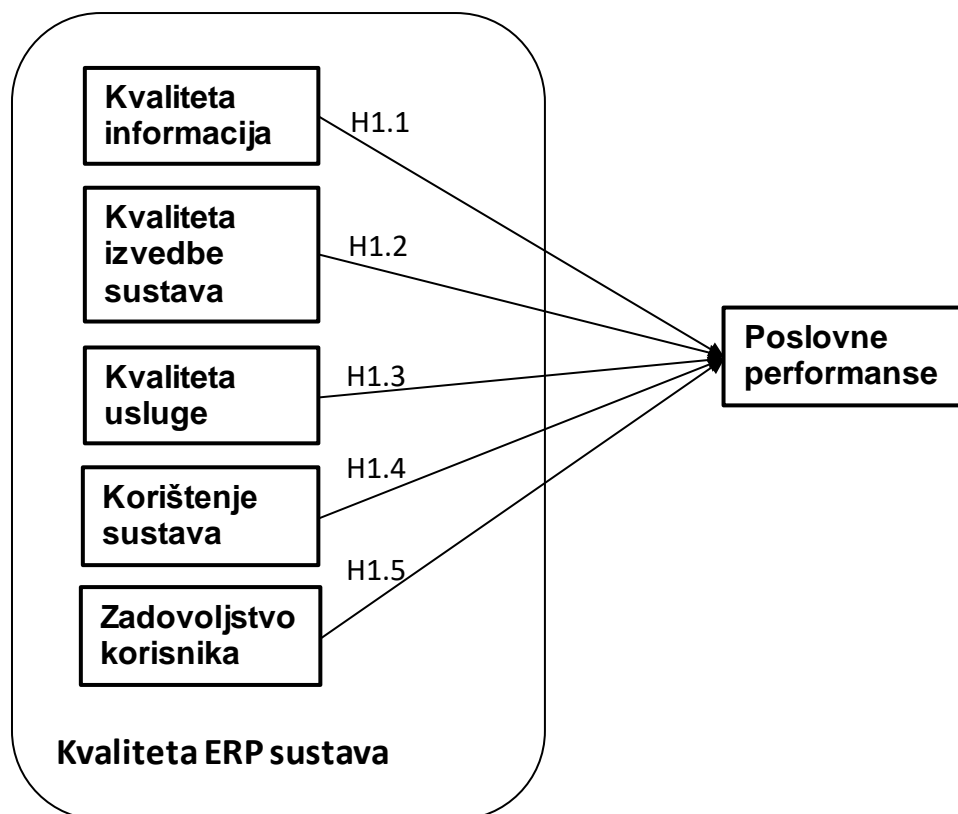 Kvaliteta
informacija
H1.1
Kvaliteta
izvedbe
sustava
H1.2
Kvaliteta
usluge
H1.3
Korištenje
sustava
H1.4
Zadovoljstvo
korisnika
H1.5
Kvaliteta ERP sustava
Poslovne
performanse